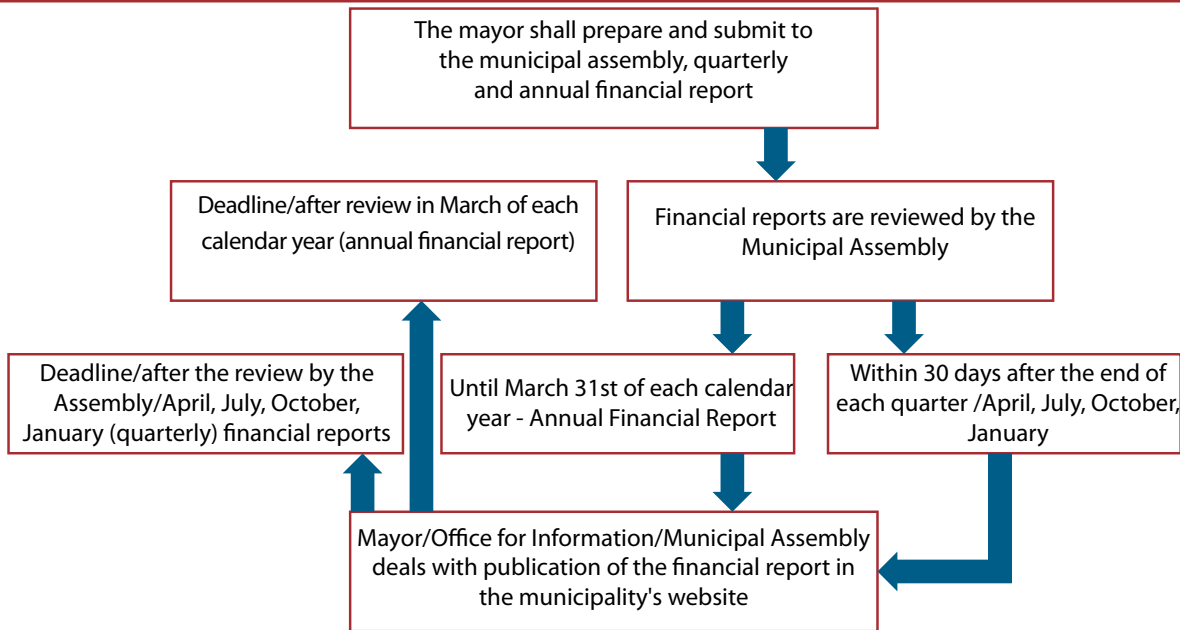 The mayor shall prepare and submit to
the municipal assembly, quarterly
and annual financial report
Deadline/after review in March of each
calendar year (annual financial report)
Financial reports are reviewed by the
Municipal Assembly
Deadline/after the review by the
Assembly/April, July, October,
January (quarterly) financial reports
Until March 31st of each calendar
year - Annual Financial Report
Within 30 days after the end of
each quarter /April, July, October,
January
Mayor/Office for Information/Municipal Assembly
deals with publication of the financial report in
the municipality's website